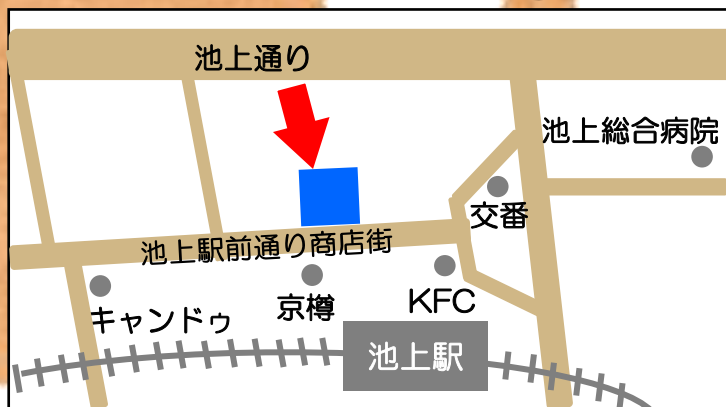 池上通り
池上総合病院
交番
池上駅前通り商店街
キャンドゥ
京樽
KFC
池上駅